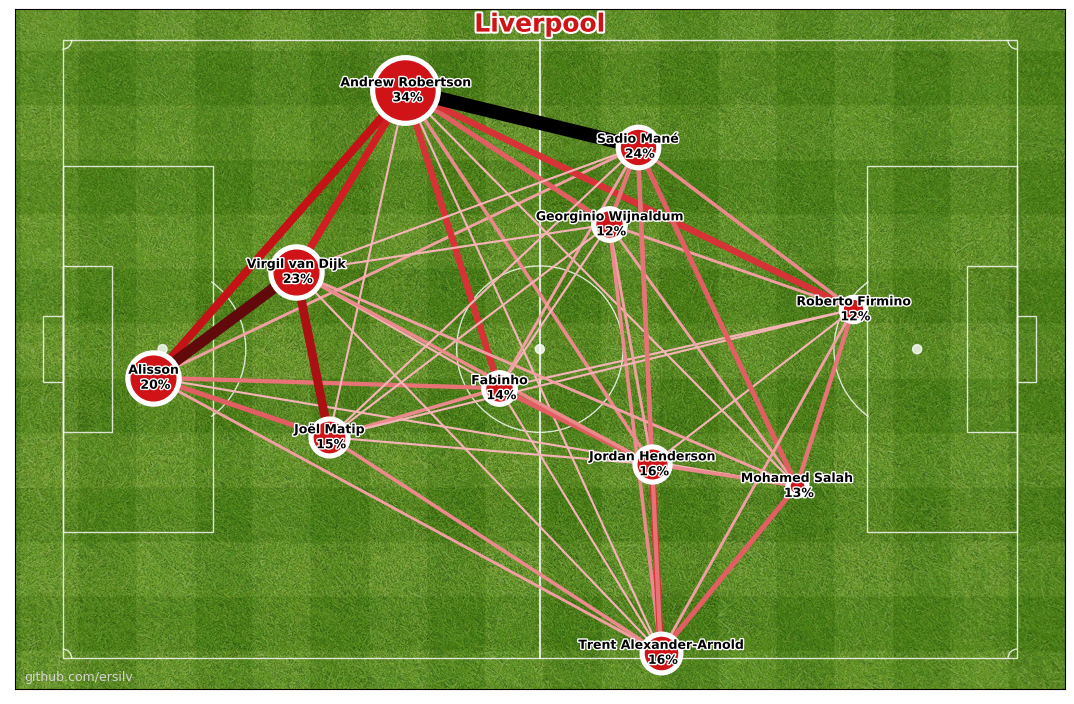 Liverpool
Andrew Robertson
34%
Sadio Mané
24%
Georginio Wijnaldum
12%
Virgil van Dijk
23%
Roberto Firmino
12%
Alisson
20%
Fabinho
14%
Joël Matip
15%
Jordan Henderson
16%
Mohamed Salah
13%
Trent Alexander-Arnold
16%
github.com/ersilv